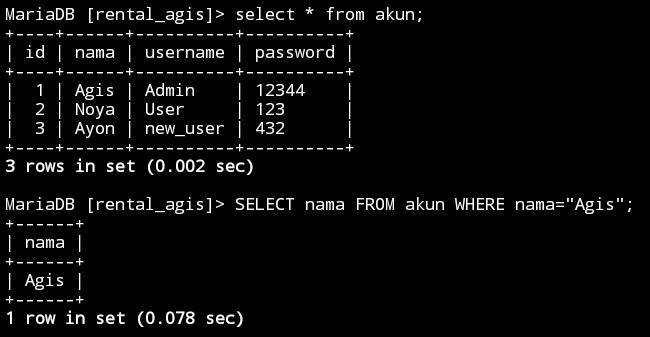 MariaDB [rental_agis]> select * from akun;
+----+------+----------+----------+
| id | nama | username | password |
+----+------+----------+----------+
|  1 | Agis | Admin    | 12344    |
|  2 | Noya | User     | 123      |
|  3 | Ayon | new_user | 432      |
+----+------+----------+----------+
3 rows in set (0.002 sec)

MariaDB [rental_agis]> SELECT nama FROM akun WHERE nama="Agis";
+------+
| nama |
+------+
| Agis |
+------+
1 row in set (0.078 sec)